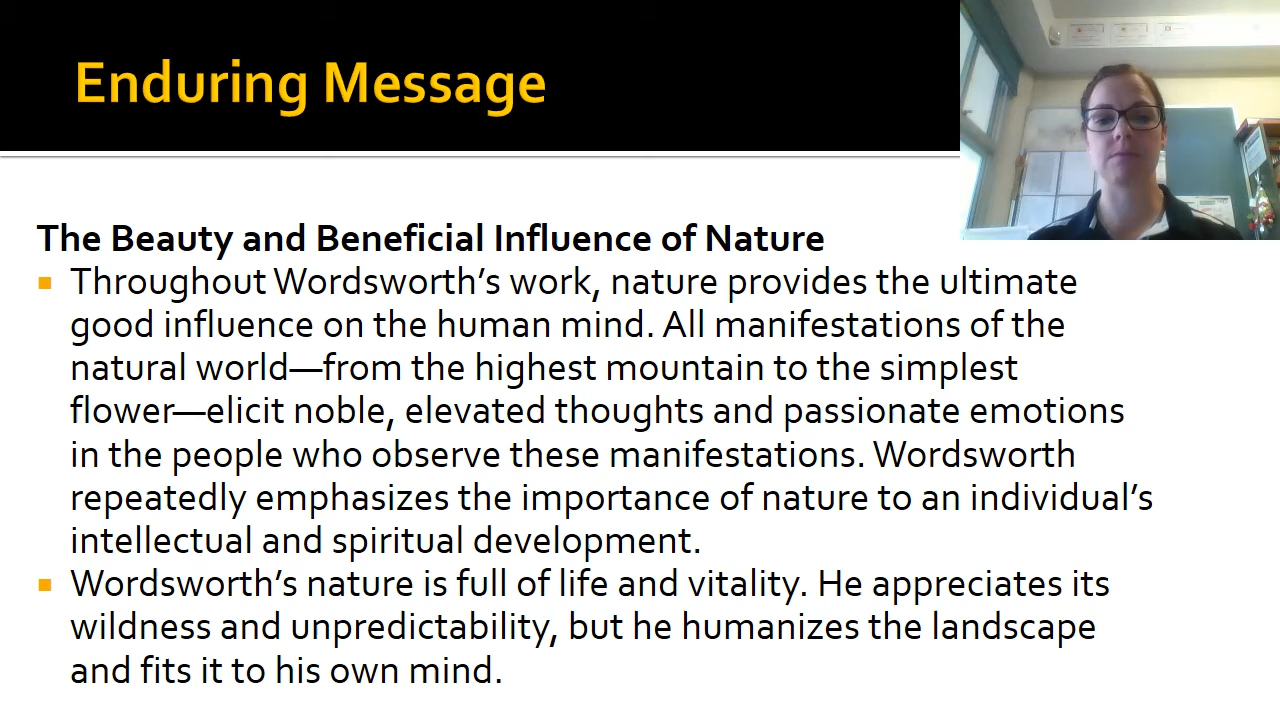 Enduring Message
The Beauty and Beneficial Influence of Nature
Throughout Wordsworth’s work, nature provides the ultimate
good influence on the human mind. All manifestations of the
natural world—from the highest mountain to the simplest
flower—elicit noble, elevated thoughts and passionate emotions
in the people who observe these manifestations. Wordsworth
repeatedly emphasizes the importance of nature to an individual’s
intellectual and spiritual development.
Wordsworth’s nature is full of life and vitality. He appreciates its
wildness and unpredictability, but he humanizes the landscape
and fits it to his own mind.